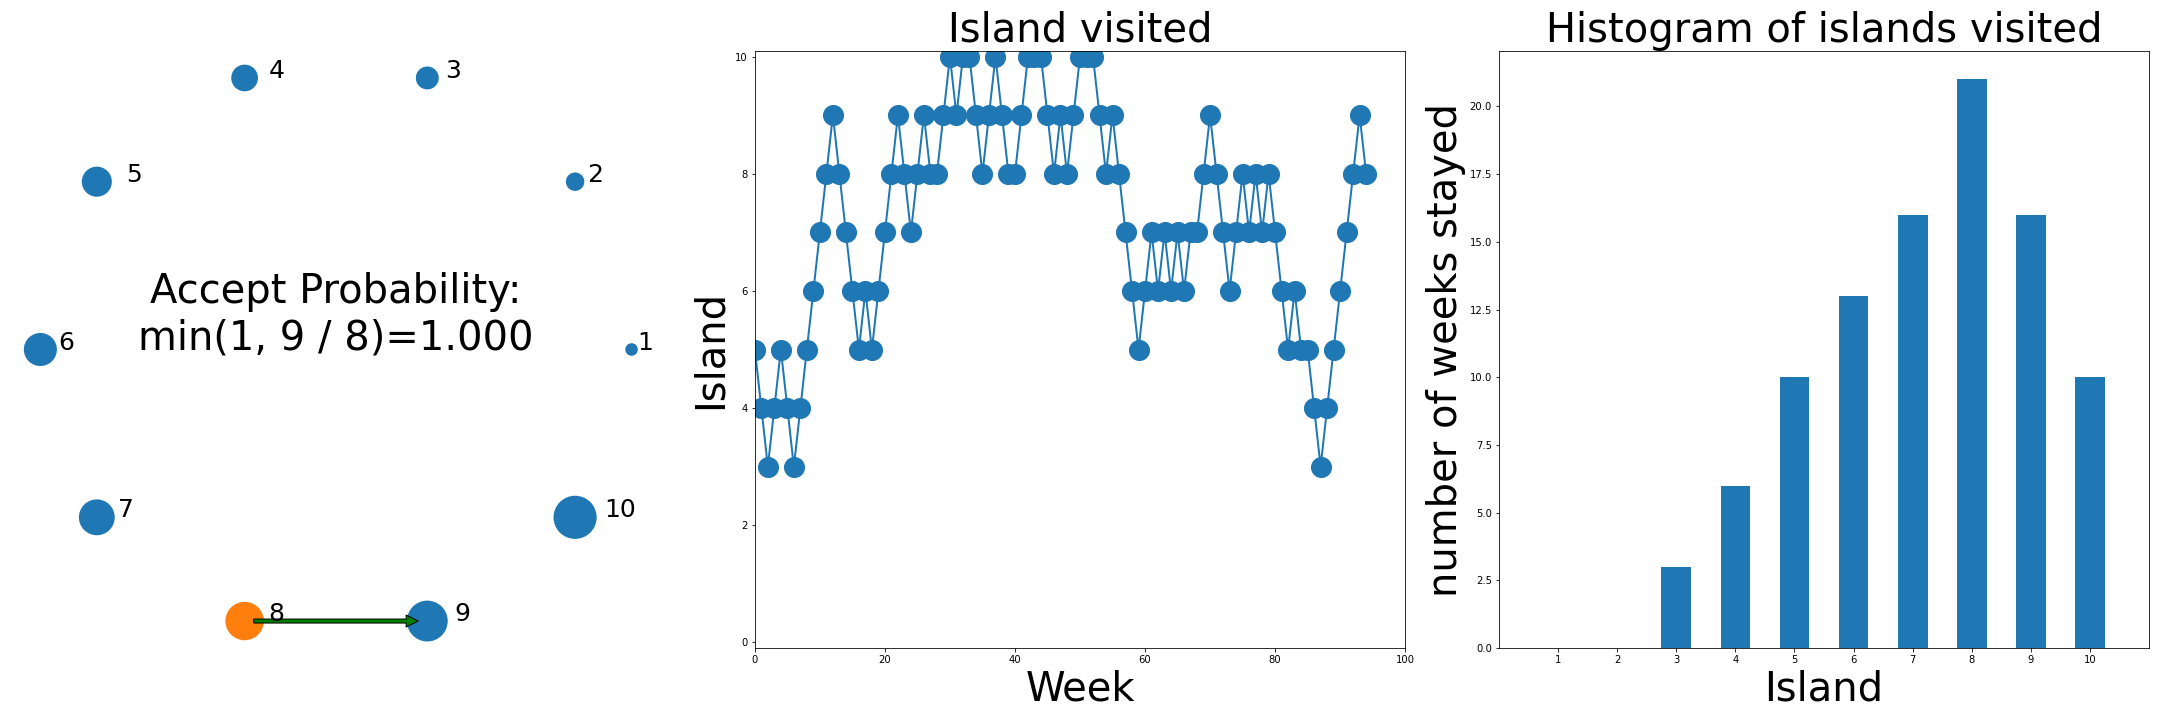 4
3
5
2
Accept Probability:
min(1, 9 / 8)=1.000
6
1
7
10
8
9
Island visited
Island
10
8
6
4
2
0
0 20 40 60 80 100
Week
Histogram of islands visited
number of weeks stayed
20.0
17.5
15.0
12.5
10.0
7.5
5.0
2.5
0.0
1 2 3 4 5 6 7 8 9 10
Island